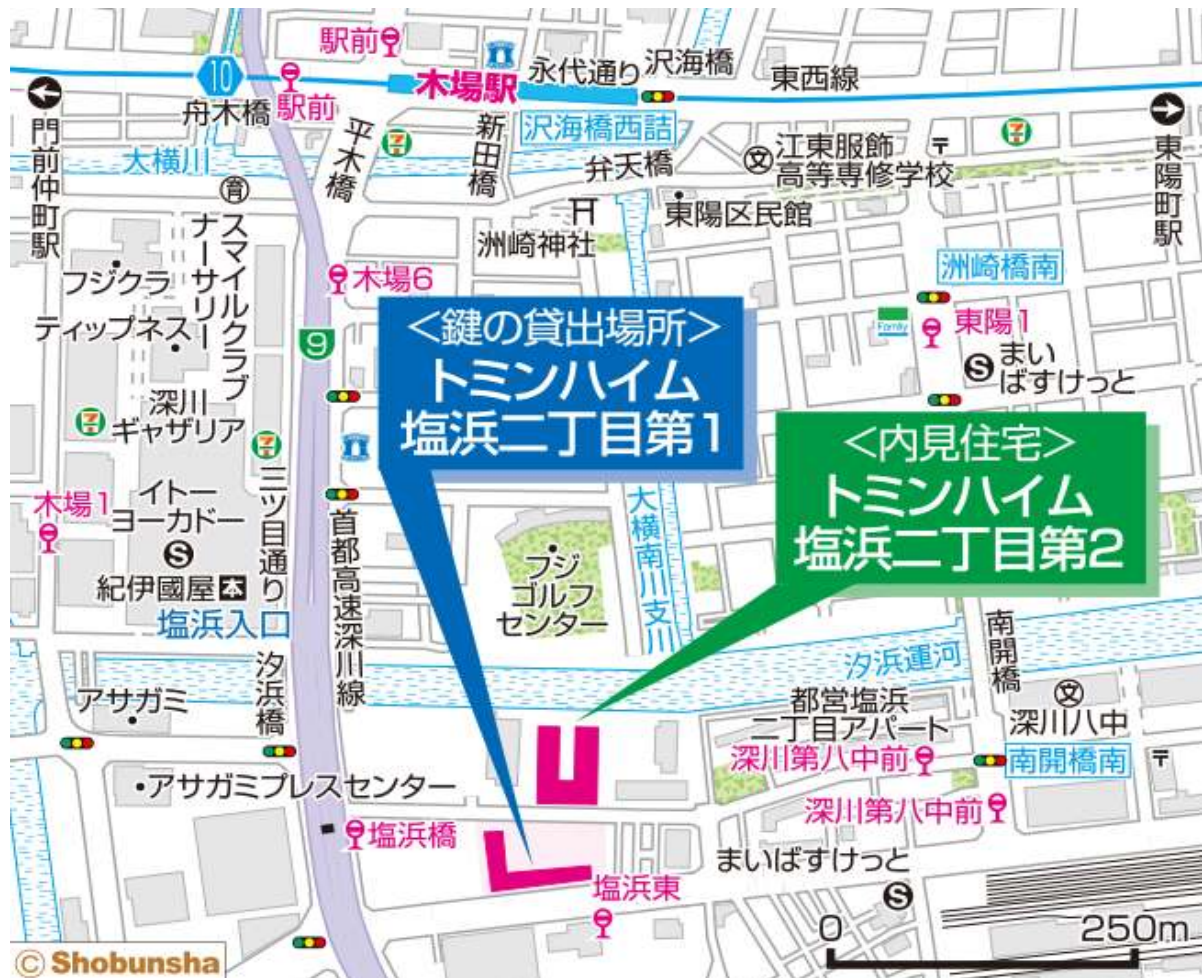 駅前
10
駅前
舟木橋
木場駅
永代通り
沢海橋
東西線
門前仲町駅
大横川
平木橋
新田橋
沢海橋西詰
弁天橋
文
江東服飾
高等専修学校
〒
東陽町駅
育
スマイルクラブ
ナーサリー
東陽区民館
洲崎神社
フジクラ
ティップネス
木場6
洲崎橋南
9
Family
東陽1
S
まい
ばすけっと
<鍵の貸出場所>
トミンハイム
塩浜二丁目第1
<内見住宅>
トミンハイム
塩浜二丁目第2
深川
ギャザリア
イトー
ヨーカドー
S
木場1
紀伊國屋
本
三ツ目通り
首都高速深川線
塩浜入口
フジ
ゴルフ
センター
大横南川支川
汐浜運河
南開橋
汐浜橋
アサガミ
都営塩浜
二丁目アパート
文
深川八中
深川第八中前
南開橋南
〒
アサガミプレスセンター
深川第八中前
塩浜橋
まいばすけっと
S
塩浜東
0
250m
© Shobunsha